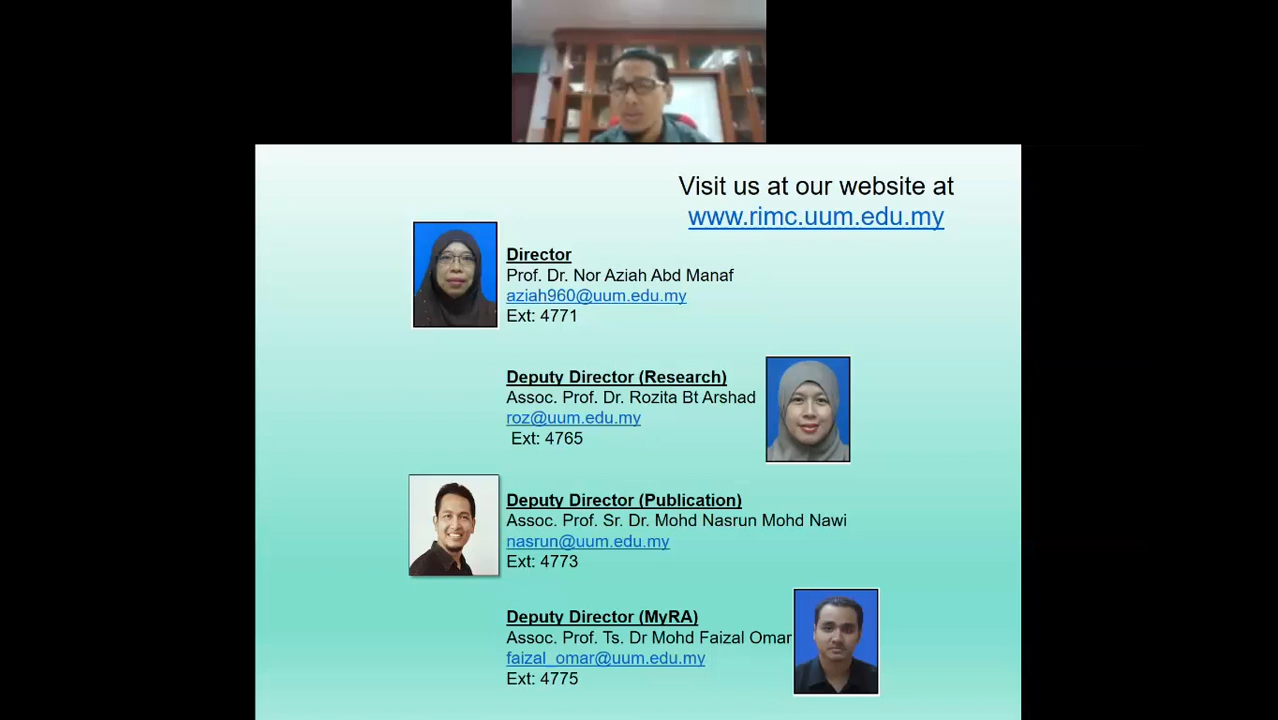 Visit us at our website at
www.rimc.uum.edu.my
Director
Prof. Dr. Nor Aziah Abd Manaf
aziah960@uum.edu.my
Ext: 4771
Deputy Director (Research)
Assoc. Prof. Dr. Rozita Bt Arshad
roz@uum.edu.my
Ext: 4765
Deputy Director (Publication)
Assoc. Prof. Sr. Dr. Mohd Nasrun Mohd Nawi
nasrun@uum.edu.my
Ext: 4773
Deputy Director (MyRA)
Assoc. Prof. Ts. Dr Mohd Faizal Omar
faizal_omar@uum.edu.my
Ext: 4775